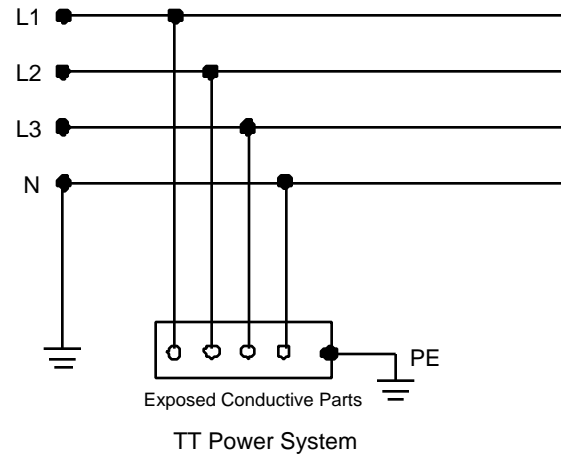 L1
L2
L3
N
PE
Exposed Conductive Parts
TT Power System